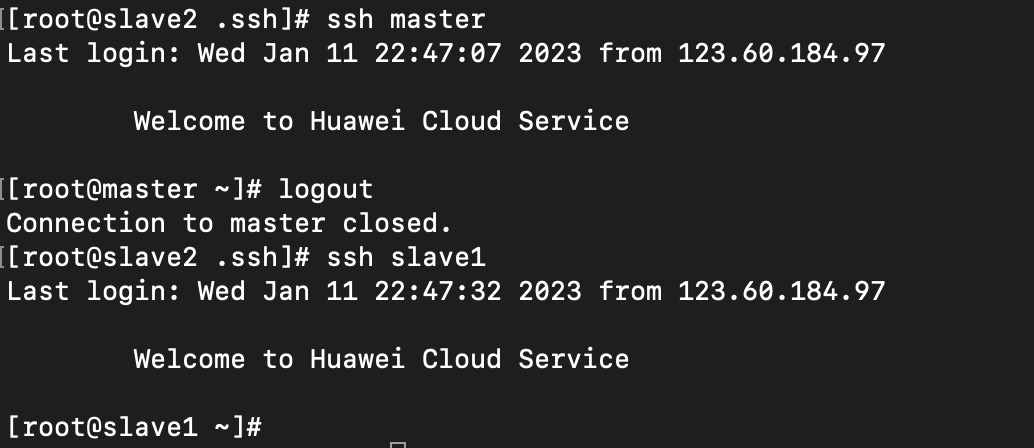 [[root@slave2 .ssh]# ssh master
Last login: Wed Jan 11 22:47:07 2023 from 123.60.184.97
Welcome to Huawei Cloud Service
[[root@master ~]# logout
Connection to master closed.
[[root@slave2 .ssh]# ssh slave1
Last login: Wed Jan 11 22:47:32 2023 from 123.60.184.97
Welcome to Huawei Cloud Service
[root@slave1 ~]#